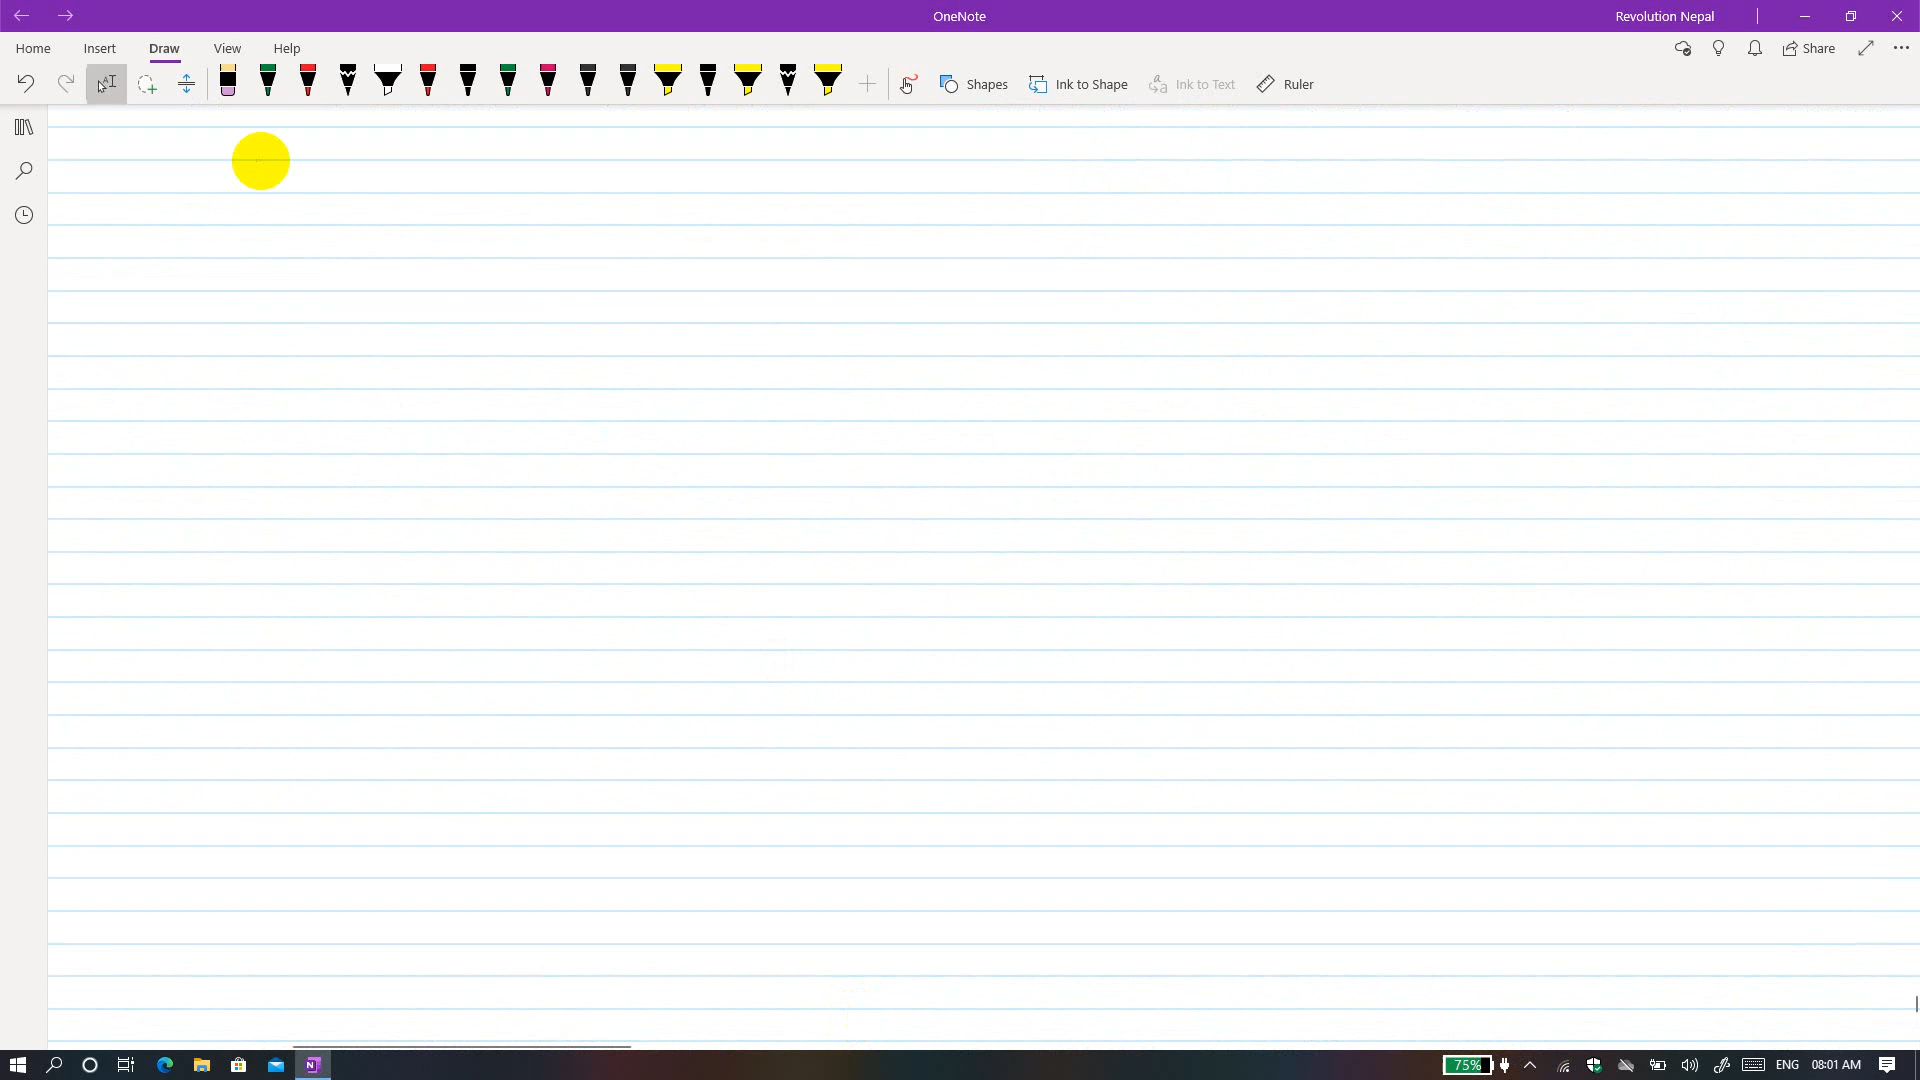 OneNote
Revolution Nepal
Home Insert Draw View Help
Share
Shapes Ink to Shape Ink to Text Ruler
75% ENG 08:01 AM